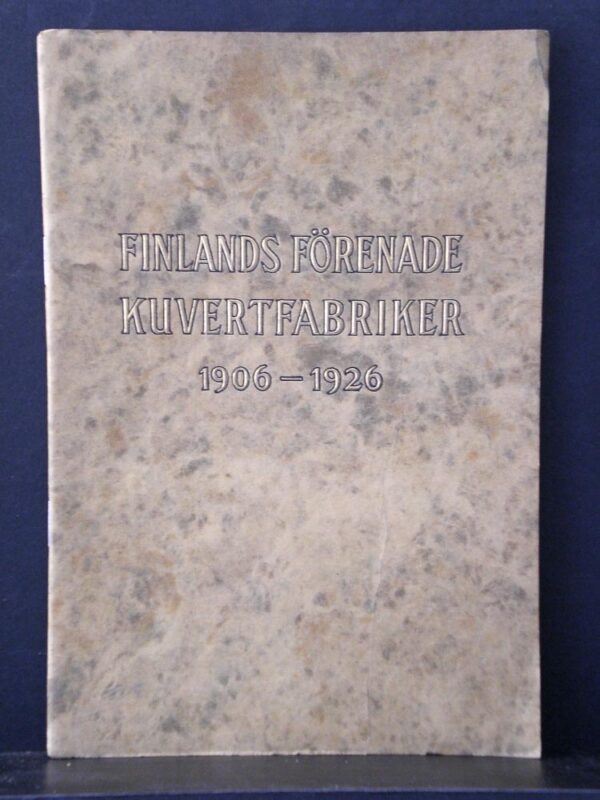 FINLANDS FÖRENADE
KUVERTFABRIKER
1906 – 1926